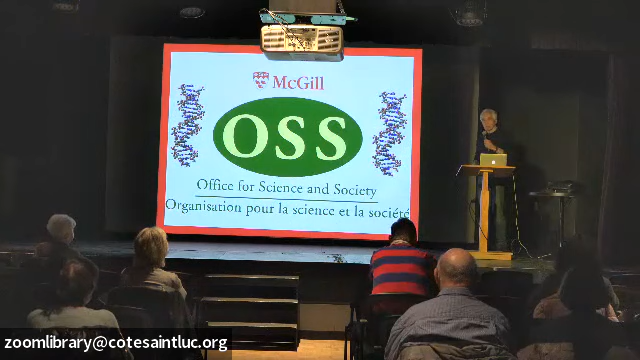 McGill
OSS
Office for Science and Society
Organisation pour la science et la société
zoomlibrary@cotesaintluc.org